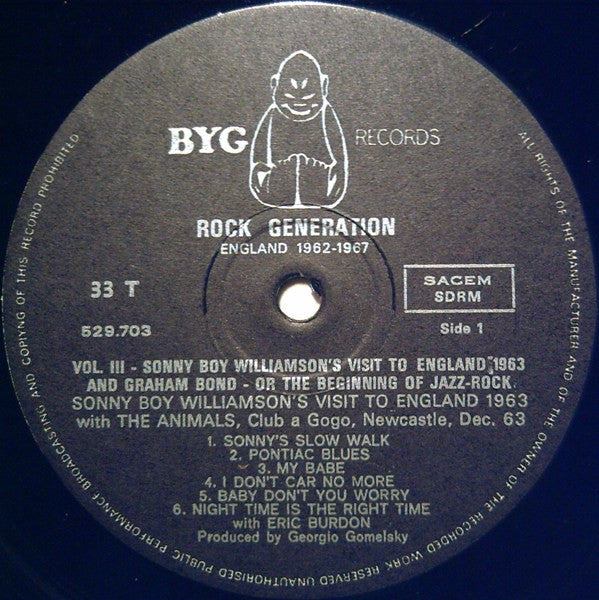 BYG RECORDS
ROCK GENERATION
ENGLAND 1962-1967
33 T
SACEM
SDRM
529.703
Side 1
VOL. III - SONNY BOY WILLIAMSON'S VISIT TO ENGLAND 1963
AND GRAHAM BOND - OR THE BEGINNING OF JAZZ-ROCK.
SONNY BOY WILLIAMSON'S VISIT TO ENGLAND 1963
with THE ANIMALS, Club a Gogo, Newcastle, Dec. 63
1. SONNY'S SLOW WALK
2. PONTIAC BLUES
3. MY BABE
4. I DON'T CAR NO MORE
5. BABY DON'T YOU WORRY
6. NIGHT TIME IS THE RIGHT TIME
with ERIC BURDON
Produced by Georgio Gomelsky
ALL RIGHTS OF THE MANUFACTURER AND OF THE OWNER OF THE RECORDED WORK RESERVED UNAUTHORISED PUBLIC PERFORMANCE BROADCASTING AND COPIYNG OF THIS RECORD PROHIBITED